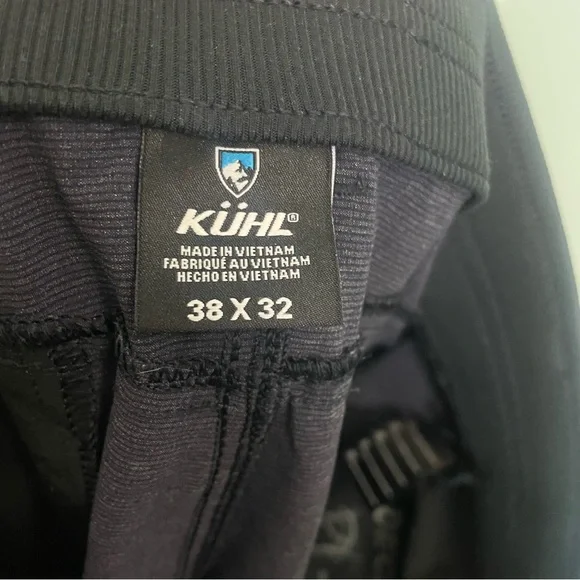 KÜHL®
MADE IN VIETNAM
FABRIQUÉ AU VIETNAM
HECHO EN VIETNAM
38 X 32